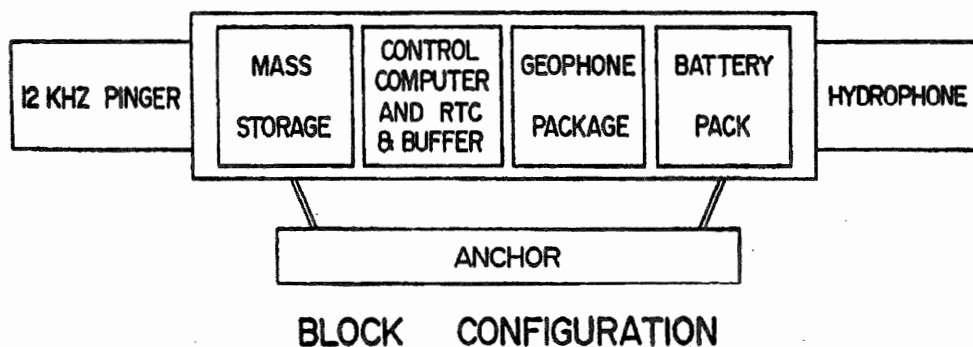 12 KHZ PINGER
MASS
STORAGE
CONTROL
COMPUTER
AND RTC
& BUFFER
GEOPHONE
PACKAGE
BATTERY
PACK
HYDROPHONE
ANCHOR
BLOCK CONFIGURATION